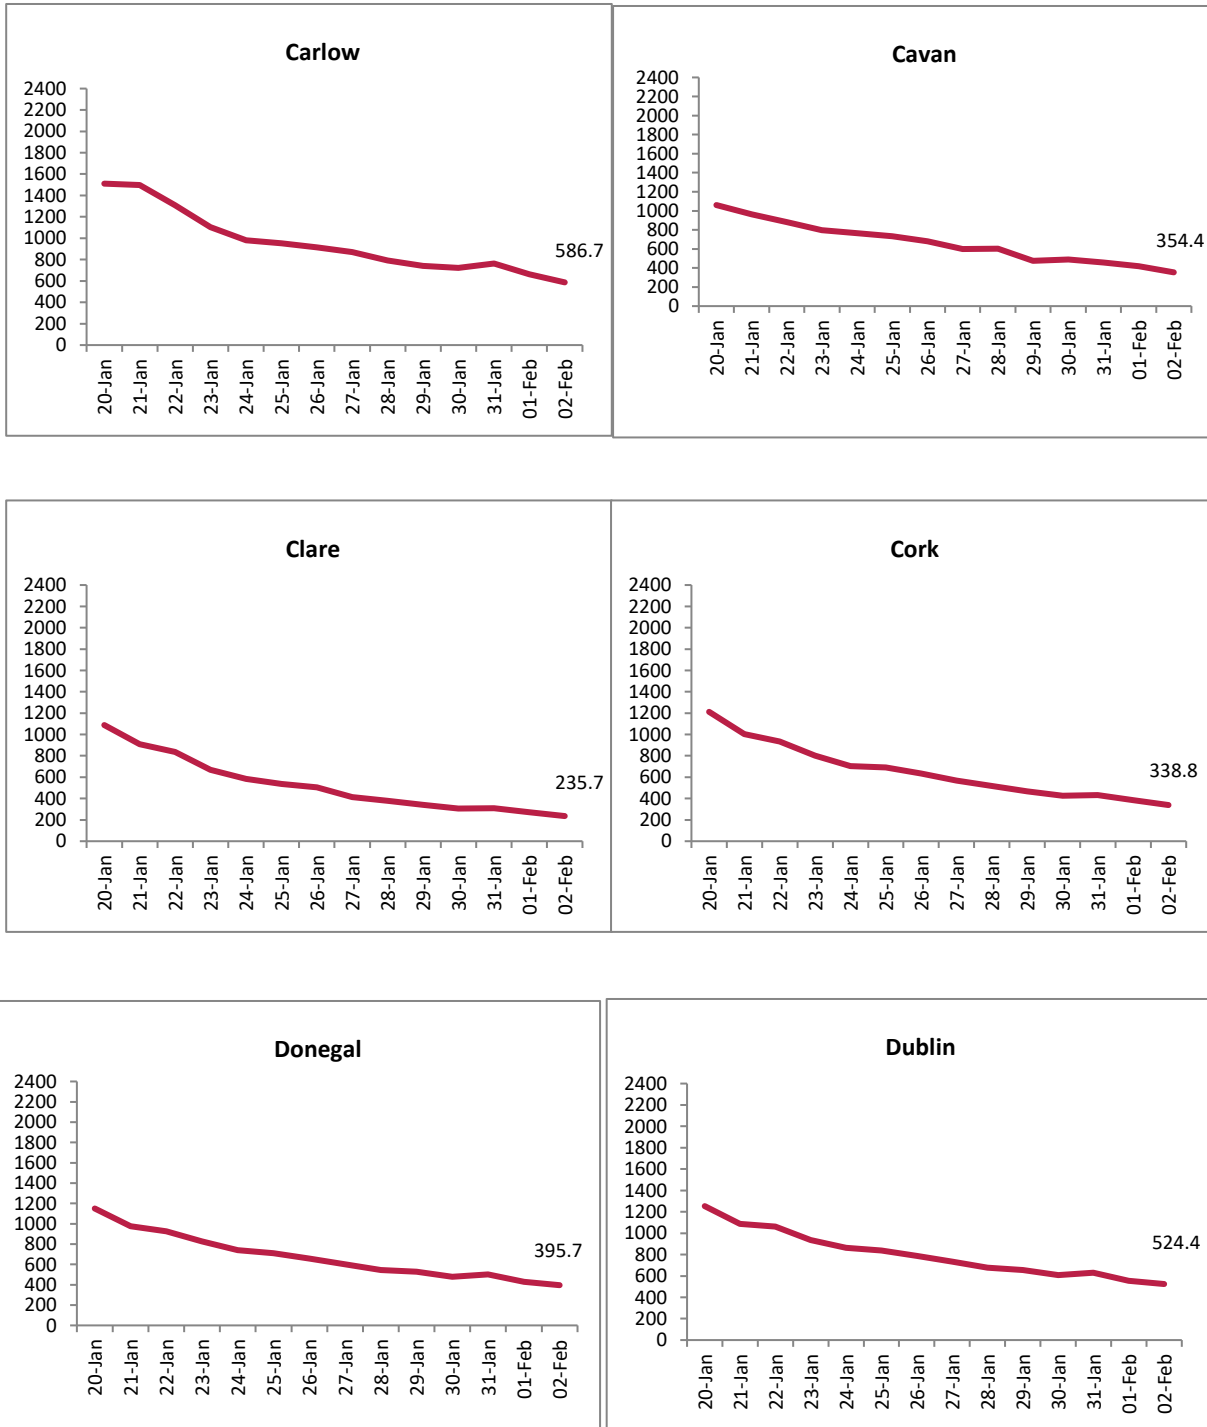 Carlow
2400
2200
2000
1800
1600
1400
1200
1000
800
600
400
200
0
586.7
20-Jan
21-Jan
22-Jan
23-Jan
24-Jan
25-Jan
26-Jan
27-Jan
28-Jan
29-Jan
30-Jan
31-Jan
01-Feb
02-Feb
Cavan
2400
2200
2000
1800
1600
1400
1200
1000
800
600
400
200
0
354.4
20-Jan
21-Jan
22-Jan
23-Jan
24-Jan
25-Jan
26-Jan
27-Jan
28-Jan
29-Jan
30-Jan
31-Jan
01-Feb
02-Feb
Clare
2400
2200
2000
1800
1600
1400
1200
1000
800
600
400
200
0
235.7
20-Jan
21-Jan
22-Jan
23-Jan
24-Jan
25-Jan
26-Jan
27-Jan
28-Jan
29-Jan
30-Jan
31-Jan
01-Feb
02-Feb
Cork
2400
2200
2000
1800
1600
1400
1200
1000
800
600
400
200
0
338.8
20-Jan
21-Jan
22-Jan
23-Jan
24-Jan
25-Jan
26-Jan
27-Jan
28-Jan
29-Jan
30-Jan
31-Jan
01-Feb
02-Feb
Donegal
2400
2200
2000
1800
1600
1400
1200
1000
800
600
400
200
0
395.7
20-Jan
21-Jan
22-Jan
23-Jan
24-Jan
25-Jan
26-Jan
27-Jan
28-Jan
29-Jan
30-Jan
31-Jan
01-Feb
02-Feb
Dublin
2400
2200
2000
1800
1600
1400
1200
1000
800
600
400
200
0
524.4
20-Jan
21-Jan
22-Jan
23-Jan
24-Jan
25-Jan
26-Jan
27-Jan
28-Jan
29-Jan
30-Jan
31-Jan
01-Feb
02-Feb